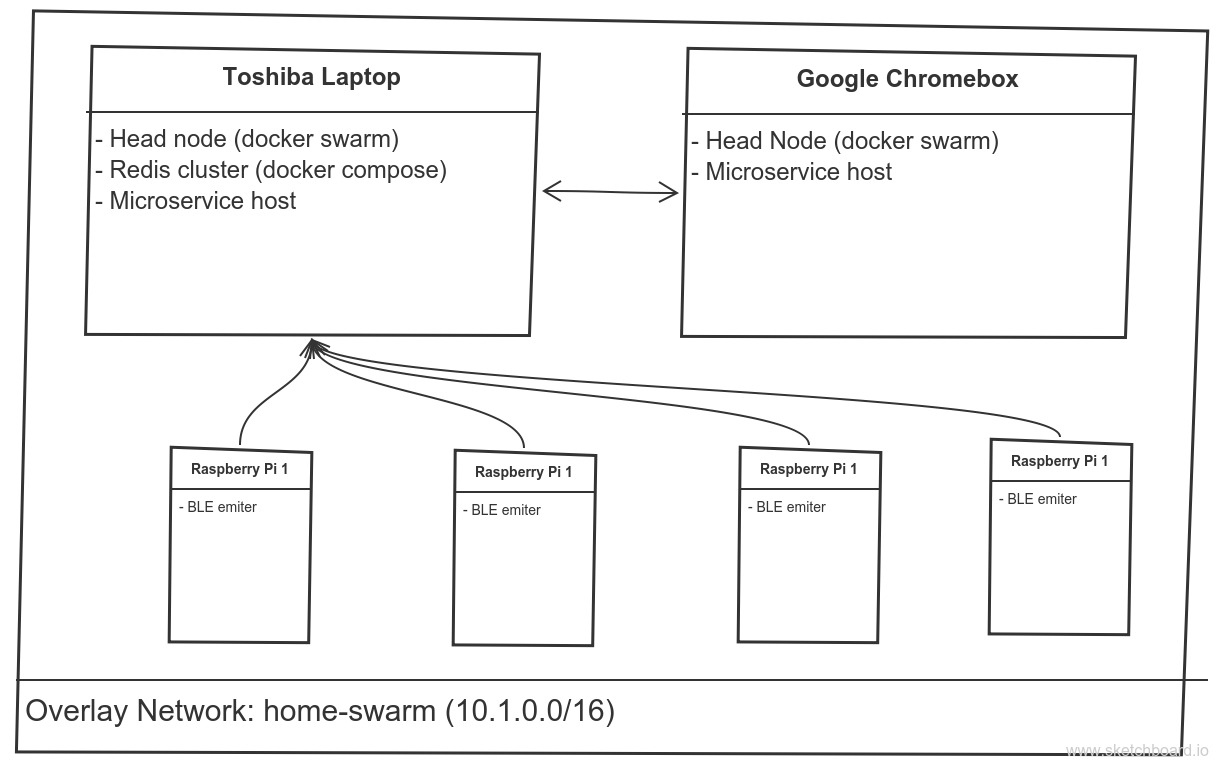 Toshiba Laptop
- Head node (docker swarm)
- Redis cluster (docker compose)
- Microservice host
Google Chromebox
- Head Node (docker swarm)
- Microservice host
Raspberry Pi 1
- BLE emiter
Raspberry Pi 1
- BLE emiter
Raspberry Pi 1
- BLE emiter
Raspberry Pi 1
- BLE emiter
Overlay Network: home-swarm (10.1.0.0/16)
www.sketchboard.io